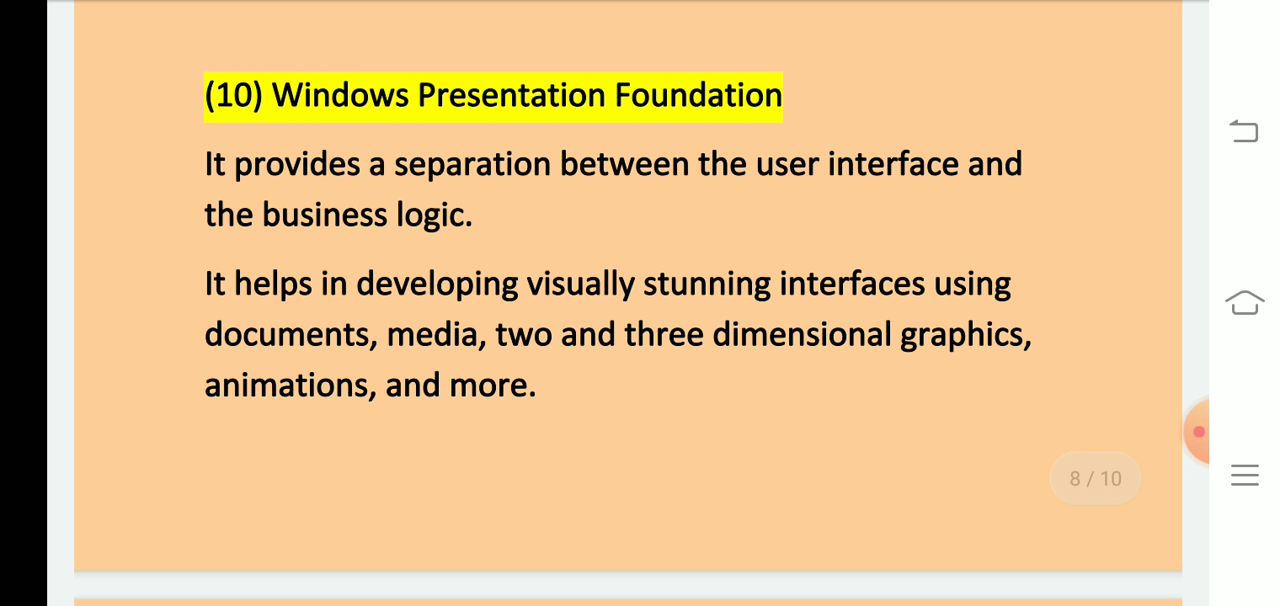 (10) Windows Presentation Foundation
It provides a separation between the user interface and
the business logic.
It helps in developing visually stunning interfaces using
documents, media, two and three dimensional graphics,
animations, and more.
8 / 10